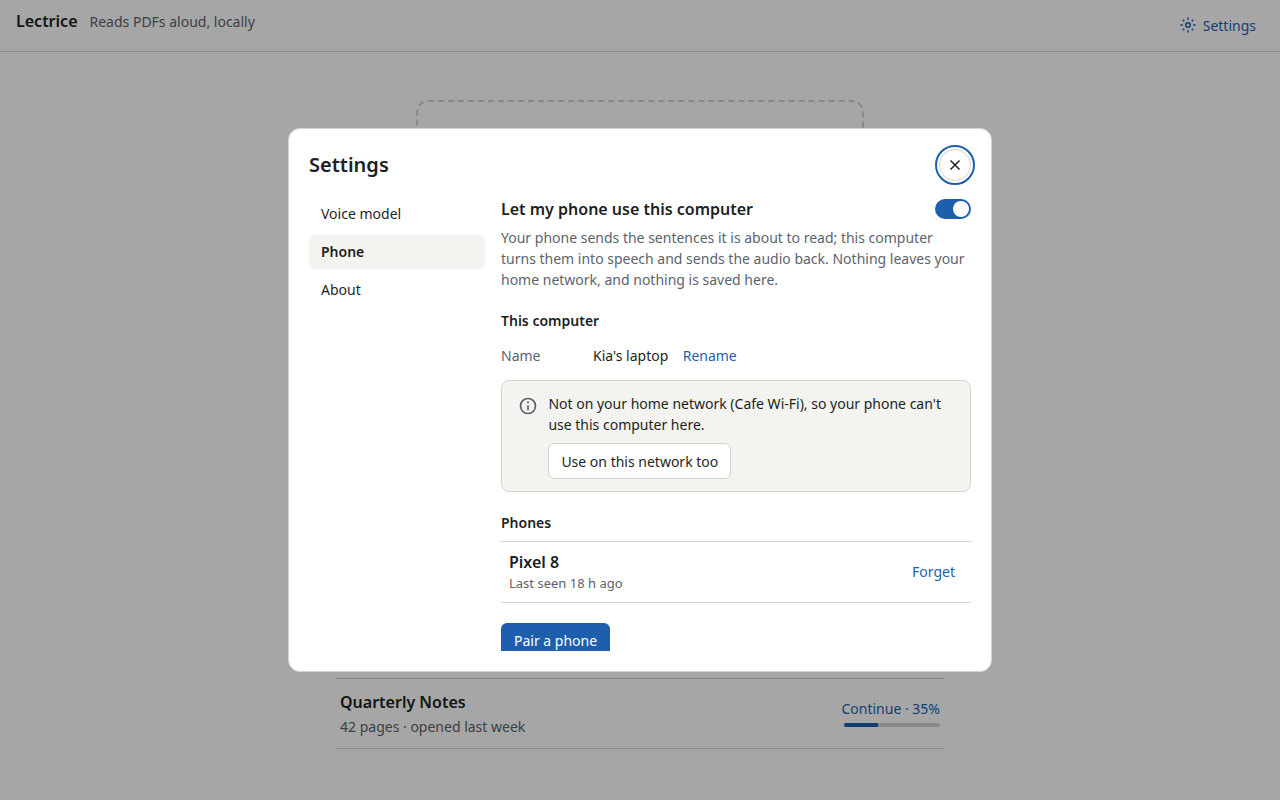 Lectrice Reads PDFs aloud, locally
Settings
Settings
Voice model
Phone
About
Let my phone use this computer
Your phone sends the sentences it is about to read; this computer
turns them into speech and sends the audio back. Nothing leaves your
home network, and nothing is saved here.
This computer
Name Kia's laptop Rename
Not on your home network (Cafe Wi-Fi), so your phone can't
use this computer here.
Use on this network too
Phones
Pixel 8
Last seen 18 h ago
Forget
Pair a phone
Quarterly Notes
42 pages · opened last week
Continue · 35%